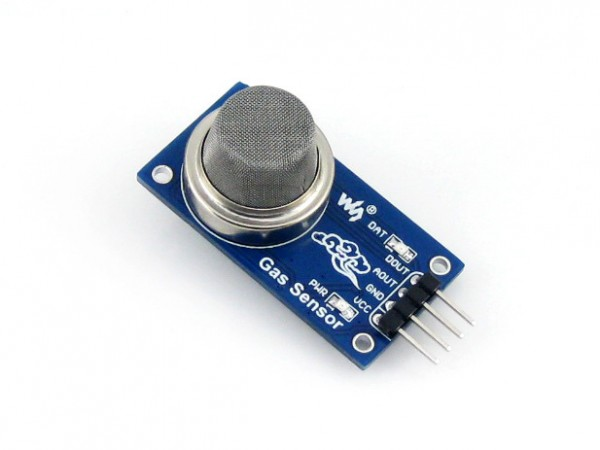 W ®
DAT
DOUT
AOUT
GND
VCC
PWR
Gas Sensor